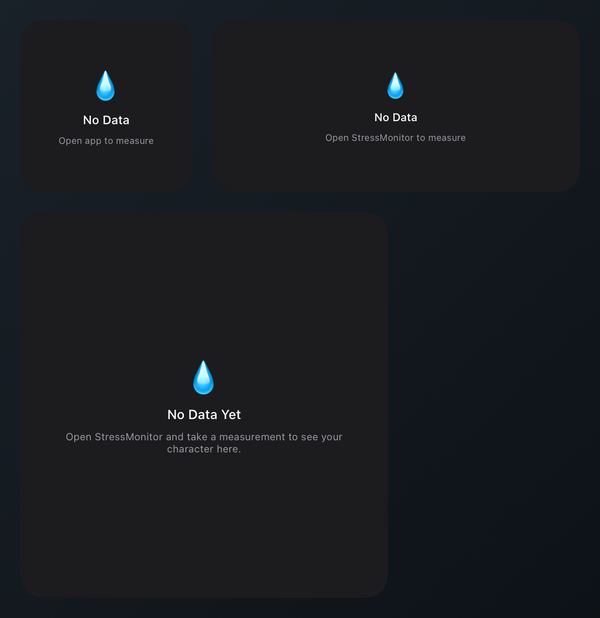 No Data
Open app to measure
No Data
Open StressMonitor to measure
No Data Yet
Open StressMonitor and take a measurement to see your
character here.